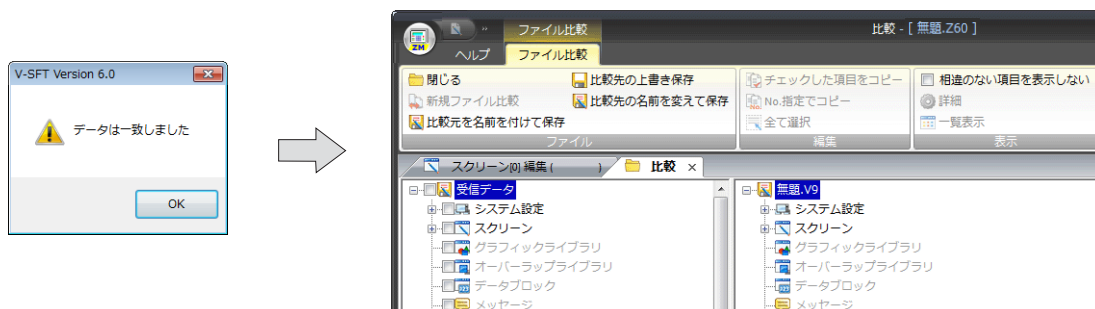 V-SFT Version 6.0
データは一致しました
OK
ファイル比較
比較 - [ 無題.Z60 ]
ZM
ヘルプ
ファイル比較
閉じる
比較先の上書き保存
新規ファイル比較
比較先の名前を変えて保存
比較元を名前を付けて保存
ファイル
チェックした項目をコピー
No.指定でコピー
全て選択
編集
相違のない項目を表示しない
詳細
一覧表示
表示
スクリーン[0] 編集 ( )
比較 ×
受信データ
システム設定
スクリーン
グラフィックライブラリ
オーバーラップライブラリ
データブロック
メッセージ
無題.V9
システム設定
スクリーン
グラフィックライブラリ
オーバーラップライブラリ
データブロック
メッセージ